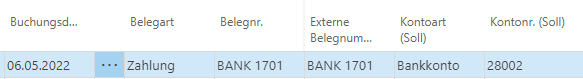 Buchungsd... Belegart Belegnr. Externe Belegnum... Kontoart (Soll) Kontonr. (Soll)
06.05.2022 ... Zahlung BANK 1701 BANK 1701 Bankkonto 28002